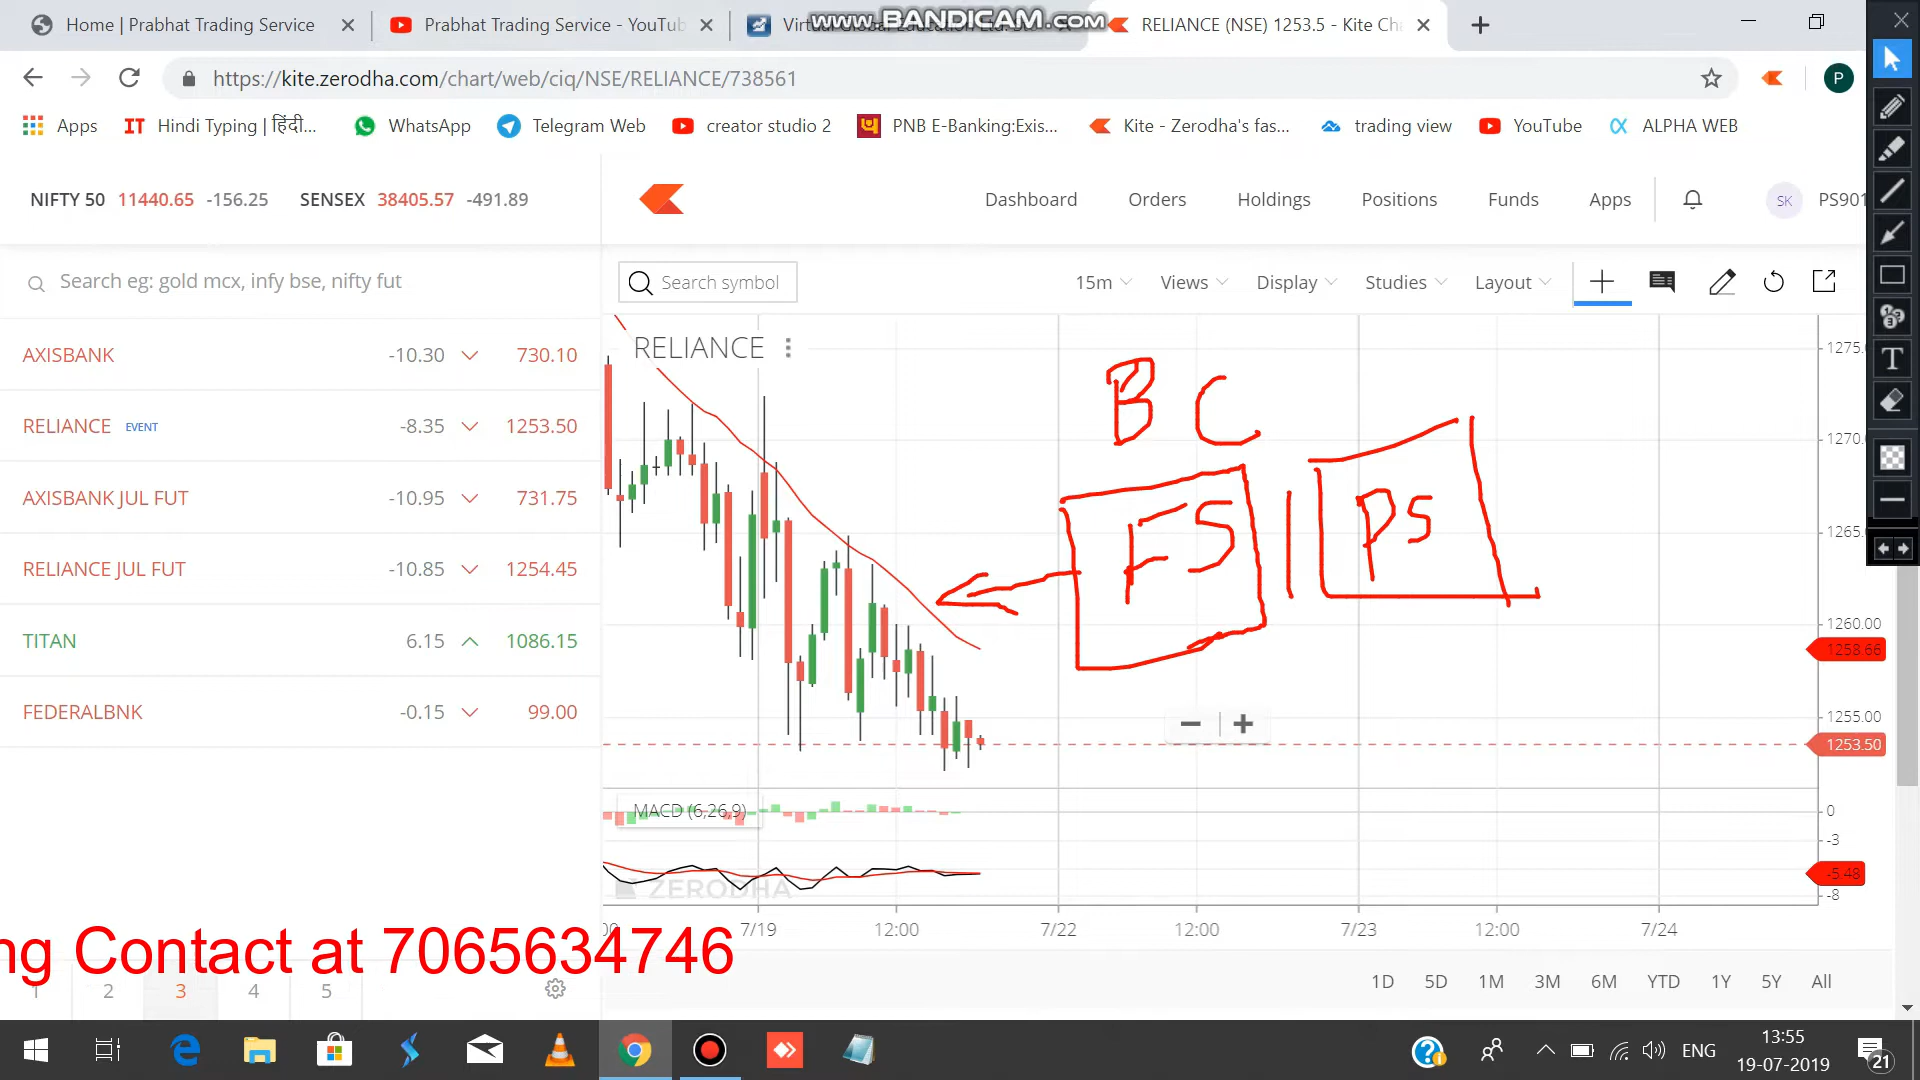 Home | Prabhat Trading Service
Prabhat Trading Service - YouTub
Virtual Global Education Ltd.
www.BANDICAM.com
RELIANCE (NSE) 1253.5 - Kite Cha
https://kite.zerodha.com/chart/web/ciq/NSE/RELIANCE/738561
P
Apps
IT Hindi Typing | हिंदी...
WhatsApp
Telegram Web
creator studio 2
PNB E-Banking:Exis...
Kite - Zerodha's fas...
trading view
YouTube
ALPHA WEB
NIFTY 50 11440.65 -156.25 SENSEX 38405.57 -491.89
Dashboard Orders Holdings Positions Funds Apps SK PS901
Search eg: gold mcx, infy bse, nifty fut
Search symbol
15m Views Display Studies Layout
T
AXISBANK -10.30 730.10
RELIANCE EVENT -8.35 1253.50
AXISBANK JUL FUT -10.95 731.75
RELIANCE JUL FUT -10.85 1254.45
TITAN 6.15 1086.15
FEDERALBNK -0.15 99.00
RELIANCE
B C
FS
PS
1275.
1270.
1265.
1260.00
1258.66
1255.00
1253.50
MACD (6,26,9)
0
-3
-5.48
-8
ZERODHA
00 7/19 12:00 7/22 12:00 7/23 12:00 7/24
ng Contact at 7065634746
1 2 3 4 5
1D 5D 1M 3M 6M YTD 1Y 5Y All
ENG
13:55
19-07-2019
21